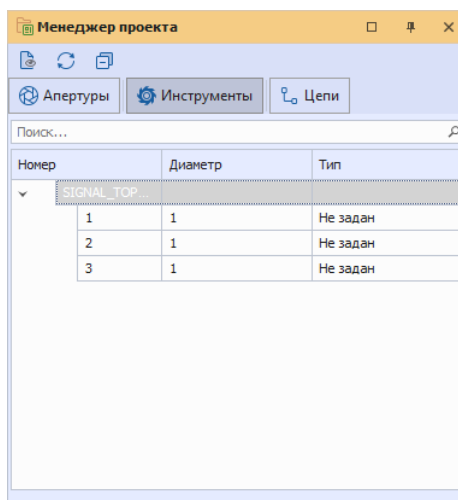 Менеджер проекта
Апертуры Инструменты Цепи
Поиск...
Номер Диаметр Тип
SIGNAL_TOP...
1 1 Не задан
2 1 Не задан
3 1 Не задан